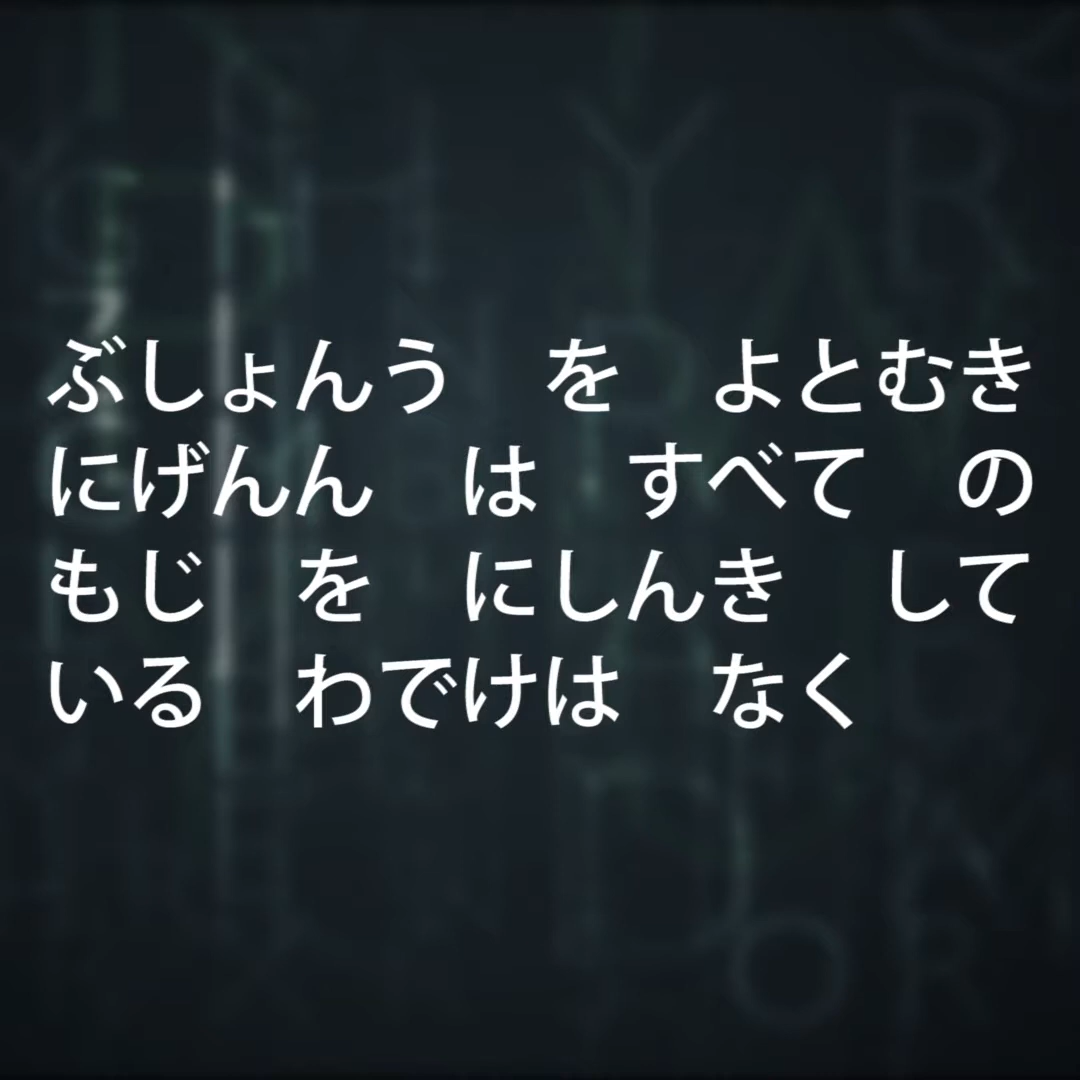 ぶしょんう　を　よとむき
にげんん　は　すべて　の
もじ　を　にしんき　して
いる　わでけは　なく